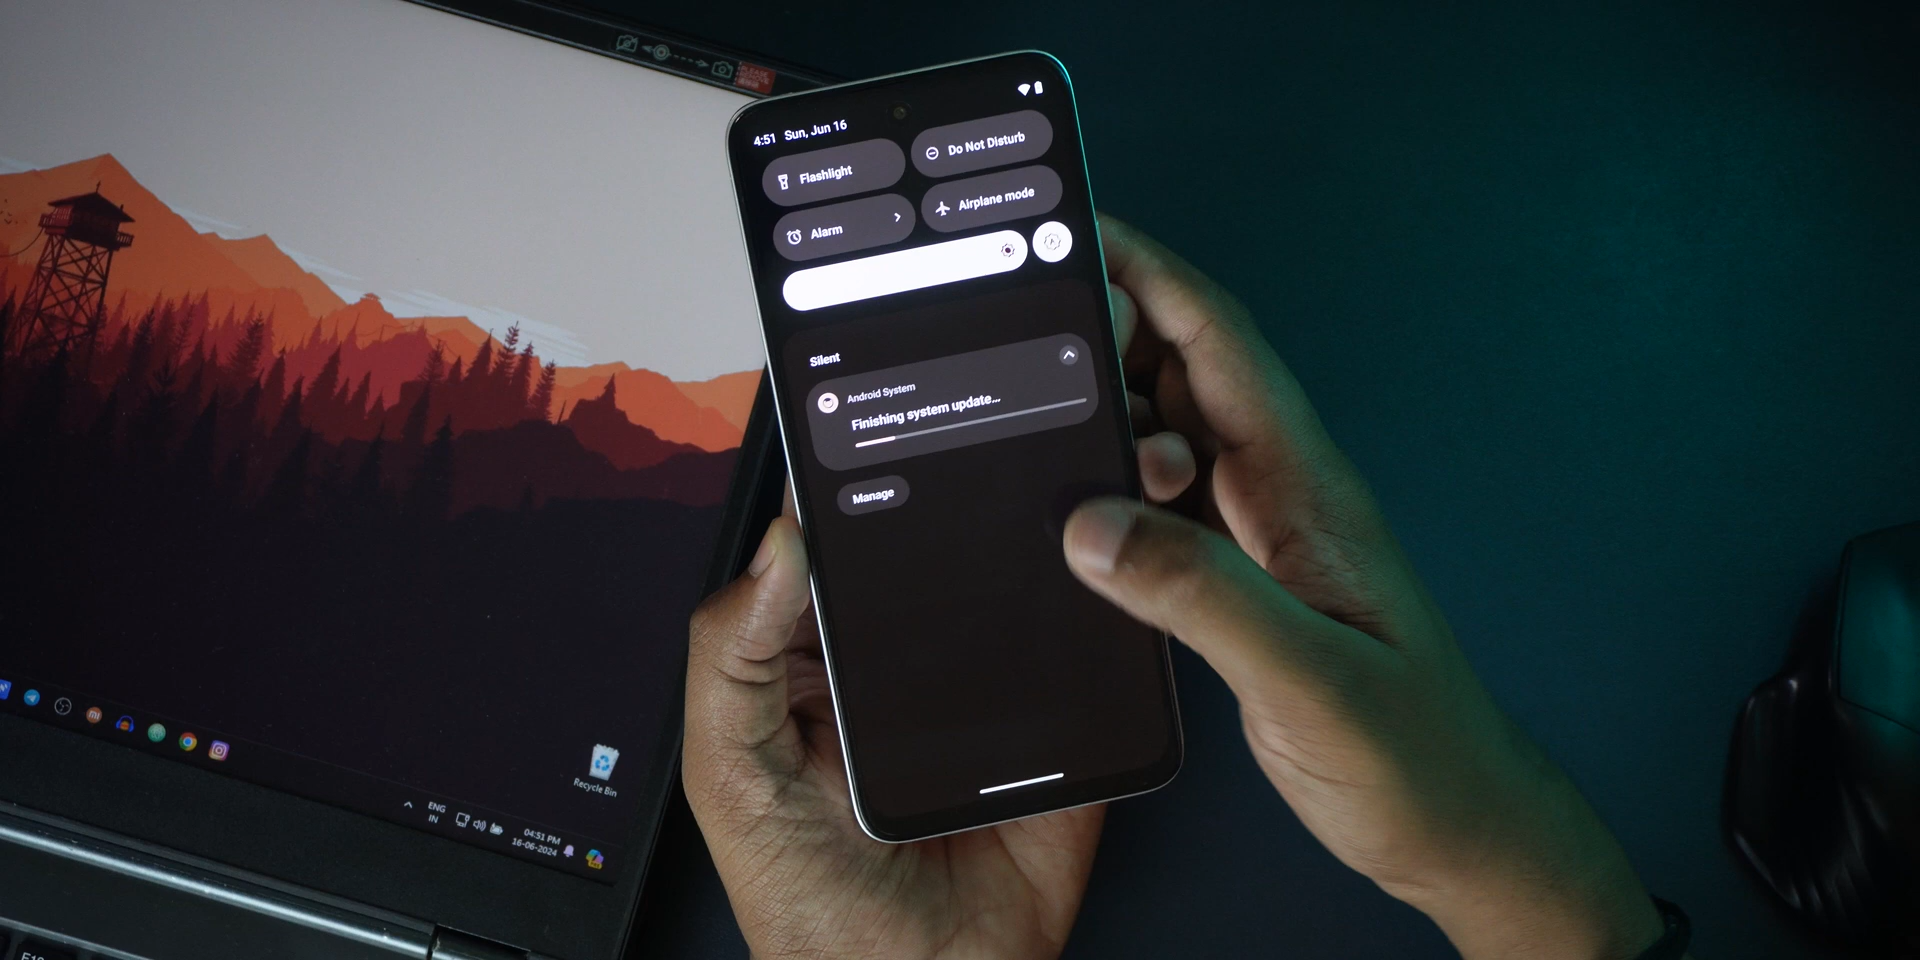 4:51 Sun, Jun 16
Flashlight
Do Not Disturb
Alarm
Airplane mode
Silent
Android System
Finishing system update...
Manage
Recycle Bin
ENG
IN
04:51 PM
16-06-2024